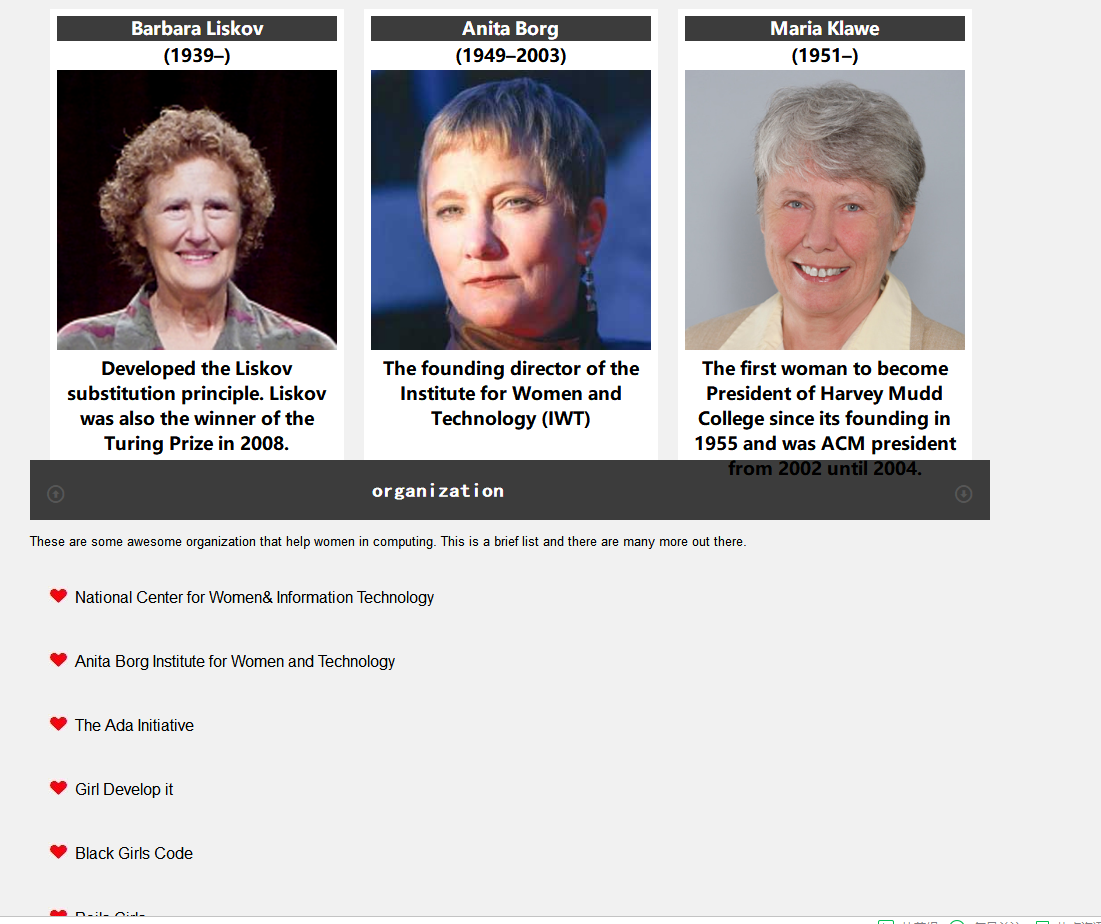 Barbara Liskov
(1939–)
Developed the Liskov
substitution principle. Liskov
was also the winner of the
Turing Prize in 2008.
Anita Borg
(1949–2003)
The founding director of the
Institute for Women and
Technology (IWT)
Maria Klawe
(1951–)
The first woman to become
President of Harvey Mudd
College since its founding in
1955 and was ACM president
from 2002 until 2004.
organization
These are some awesome organization that help women in computing. This is a brief list and there are many more out there.
National Center for Women& Information Technology
Anita Borg Institute for Women and Technology
The Ada Initiative
Girl Develop it
Black Girls Code